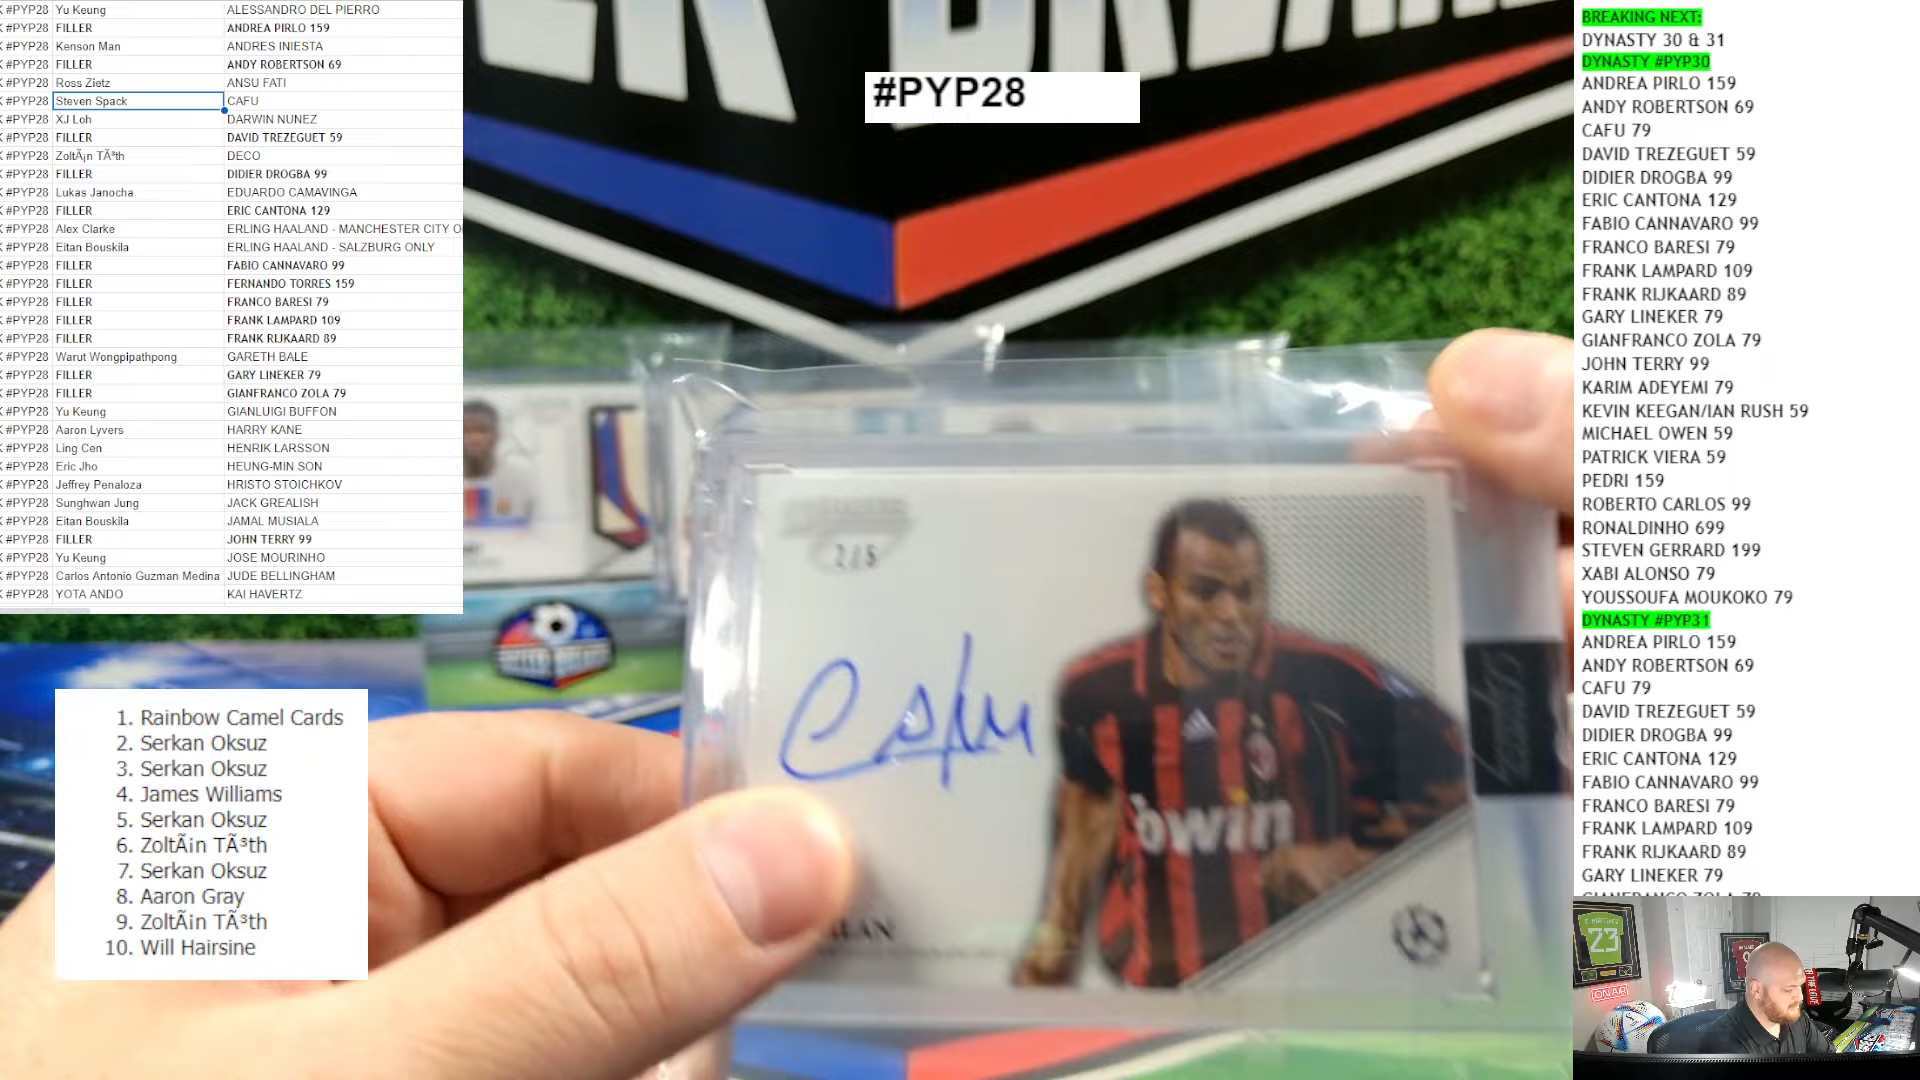 #PYP28 Yu Keung ALESSANDRO DEL PIERRO
#PYP28 FILLER ANDREA PIRLO 159
#PYP28 Kenson Man ANDRES INIESTA
#PYP28 FILLER ANDY ROBERTSON 69
#PYP28 Ross Zietz ANSU FATI
#PYP28 Steven Spack CAFU
#PYP28 XJ Loh DARWIN NUNEZ
#PYP28 FILLER DAVID TREZEGUET 59
#PYP28 ZoltÃ¡n TÃ³th DECO
#PYP28 FILLER DIDIER DROGBA 99
#PYP28 Lukas Janocha EDUARDO CAMAVINGA
#PYP28 FILLER ERIC CANTONA 129
#PYP28 Alex Clarke ERLING HAALAND - MANCHESTER CITY O
#PYP28 Eitan Bouskila ERLING HAALAND - SALZBURG ONLY
#PYP28 FILLER FABIO CANNAVARO 99
#PYP28 FILLER FERNANDO TORRES 159
#PYP28 FILLER FRANCO BARESI 79
#PYP28 FILLER FRANK LAMPARD 109
#PYP28 FILLER FRANK RIJKAARD 89
#PYP28 Warut Wongpipathpong GARETH BALE
#PYP28 FILLER GARY LINEKER 79
#PYP28 FILLER GIANFRANCO ZOLA 79
#PYP28 Yu Keung GIANLUIGI BUFFON
#PYP28 Aaron Lyvers HARRY KANE
#PYP28 Ling Cen HENRIK LARSSON
#PYP28 Eric Jho HEUNG-MIN SON
#PYP28 Jeffrey Penaloza HRISTO STOICHKOV
#PYP28 Sunghwan Jung JACK GREALISH
#PYP28 Eitan Bouskila JAMAL MUSIALA
#PYP28 FILLER JOHN TERRY 99
#PYP28 Yu Keung JOSE MOURINHO
#PYP28 Carlos Antonio Guzman Medina JUDE BELLINGHAM
#PYP28 YOTA ANDO KAI HAVERTZ
#PYP28
2/5
Cafu
bwin
1. Rainbow Camel Cards
2. Serkan Oksuz
3. Serkan Oksuz
4. James Williams
5. Serkan Oksuz
6. ZoltÃ¡n TÃ³th
7. Serkan Oksuz
8. Aaron Gray
9. ZoltÃ¡n TÃ³th
10. Will Hairsine
BREAKING NEXT:
DYNASTY 30 & 31
DYNASTY #PYP30
ANDREA PIRLO 159
ANDY ROBERTSON 69
CAFU 79
DAVID TREZEGUET 59
DIDIER DROGBA 99
ERIC CANTONA 129
FABIO CANNAVARO 99
FRANCO BARESI 79
FRANK LAMPARD 109
FRANK RIJKAARD 89
GARY LINEKER 79
GIANFRANCO ZOLA 79
JOHN TERRY 99
KARIM ADEYEMI 79
KEVIN KEEGAN/IAN RUSH 59
MICHAEL OWEN 59
PATRICK VIERA 59
PEDRI 159
ROBERTO CARLOS 99
RONALDINHO 699
STEVEN GERRARD 199
XABI ALONSO 79
YOUSSOUFA MOUKOKO 79
DYNASTY #PYP31
ANDREA PIRLO 159
ANDY ROBERTSON 69
CAFU 79
DAVID TREZEGUET 59
DIDIER DROGBA 99
ERIC CANTONA 129
FABIO CANNAVARO 99
FRANCO BARESI 79
FRANK LAMPARD 109
FRANK RIJKAARD 89
GARY LINEKER 79
23
ON AIR